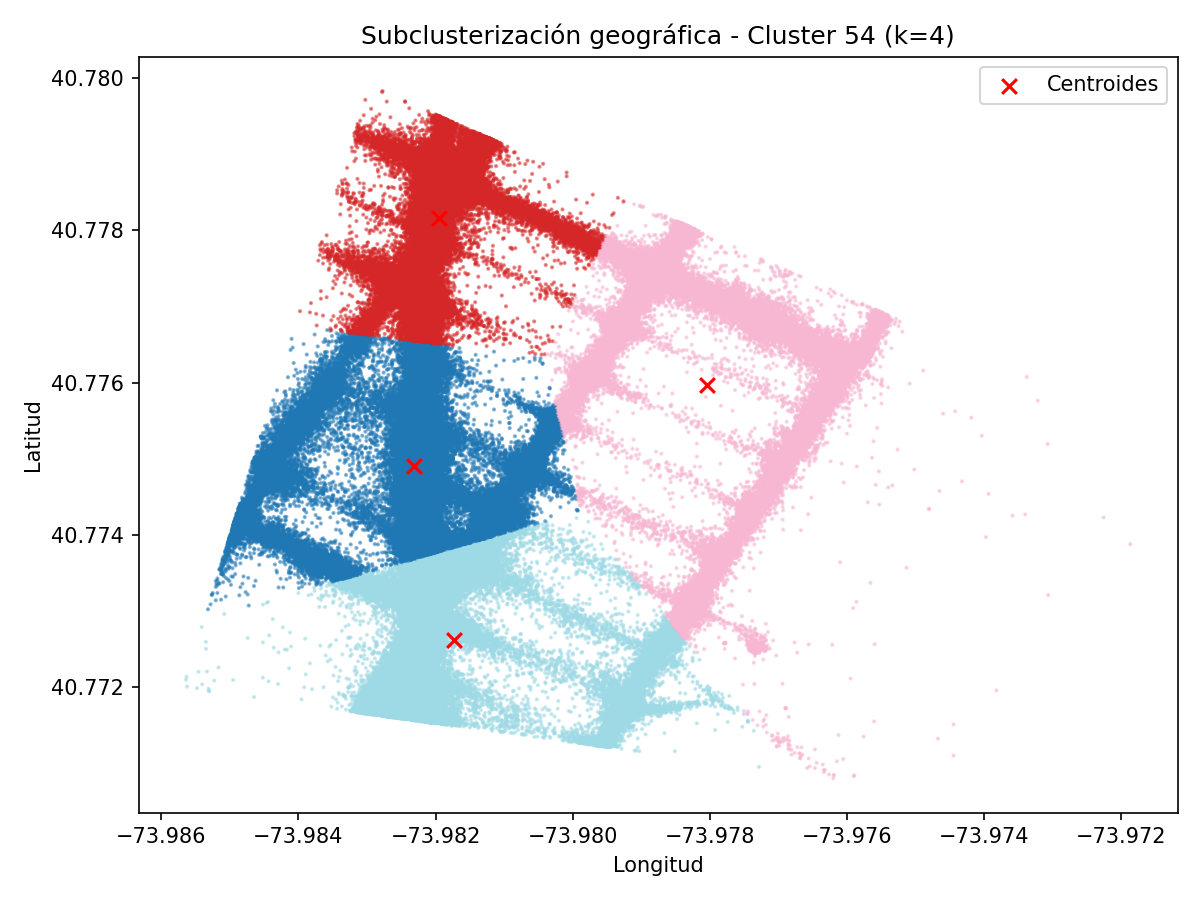 Subclusterización geográfica - Cluster 54 (k=4)
Centroides
Latitud
40.780
40.778
40.776
40.774
40.772
−73.986 −73.984 −73.982 −73.980 −73.978 −73.976 −73.974 −73.972
Longitud